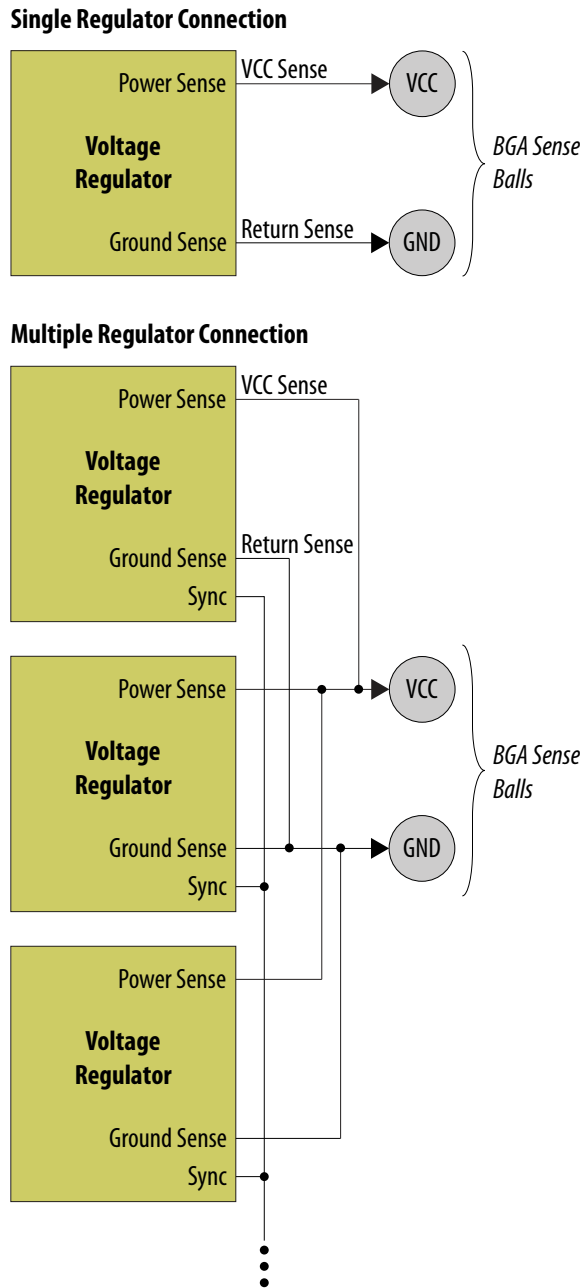 Single Regulator Connection
Power Sense
VCC Sense
VCC
Voltage
Regulator
BGA Sense
Balls
Ground Sense
Return Sense
GND
Multiple Regulator Connection
Power Sense
VCC Sense
Voltage
Regulator
Ground Sense
Return Sense
Sync
Power Sense
VCC
Voltage
Regulator
BGA Sense
Balls
Ground Sense
GND
Sync
Power Sense
Voltage
Regulator
Ground Sense
Sync